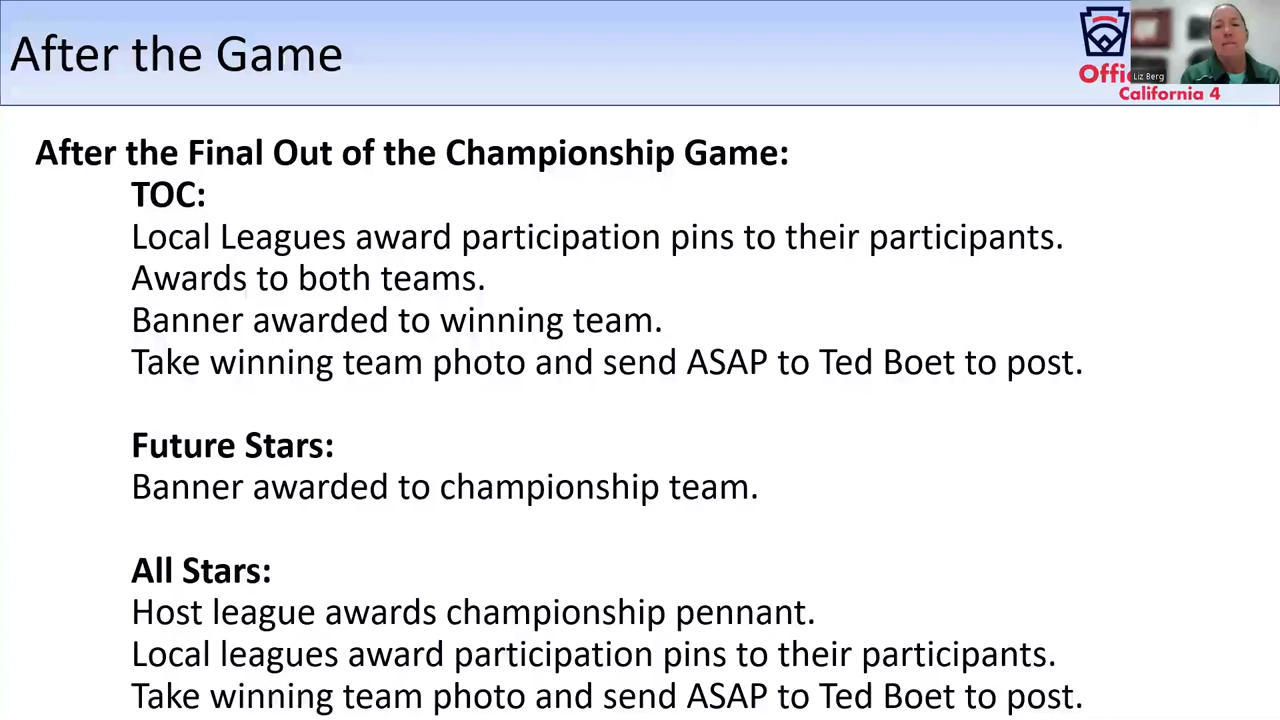 After the Game
Liz Berg
California 4
After the Final Out of the Championship Game:
TOC:
Local Leagues award participation pins to their participants.
Awards to both teams.
Banner awarded to winning team.
Take winning team photo and send ASAP to Ted Boet to post.
Future Stars:
Banner awarded to championship team.
All Stars:
Host league awards championship pennant.
Local leagues award participation pins to their participants.
Take winning team photo and send ASAP to Ted Boet to post.